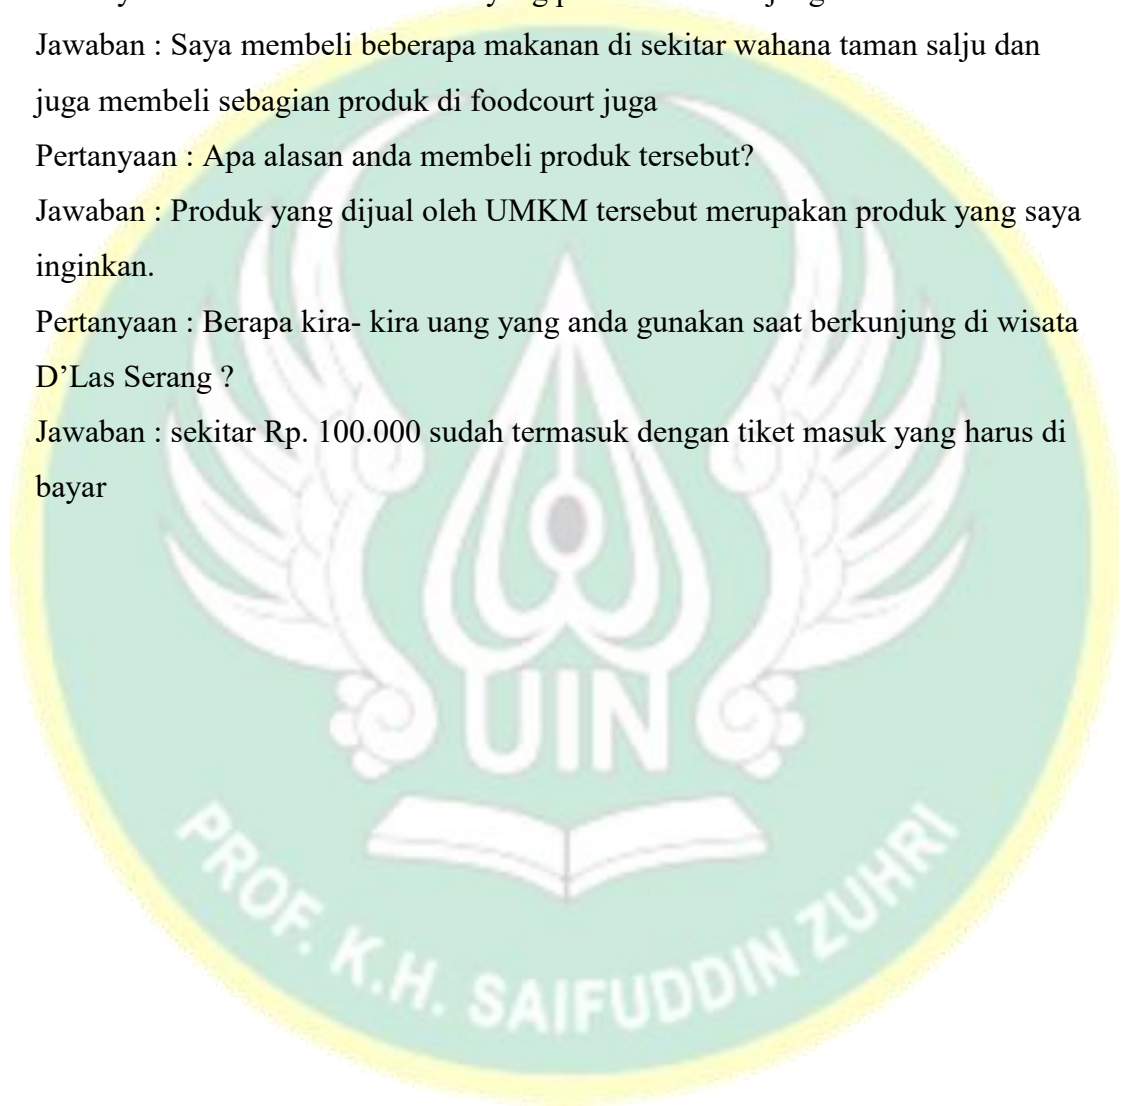 Jawaban : Saya membeli beberapa makanan di sekitar wahana taman salju dan
juga membeli sebagian produk di foodcourt juga
Pertanyaan : Apa alasan anda membeli produk tersebut?
Jawaban : Produk yang dijual oleh UMKM tersebut merupakan produk yang saya
inginkan.
Pertanyaan : Berapa kira- kira uang yang anda gunakan saat berkunjung di wisata
D’Las Serang ?
Jawaban : sekitar Rp. 100.000 sudah termasuk dengan tiket masuk yang harus di
bayar
UIN
PROF. K.H. SAIFUDDIN ZUHRI